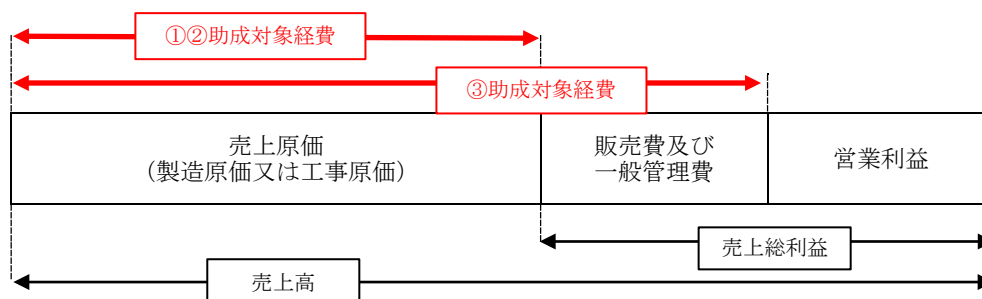 ①②助成対象経費
③助成対象経費
売上原価
（製造原価又は工事原価）
販売費及び
一般管理費
営業利益
売上総利益
売上高